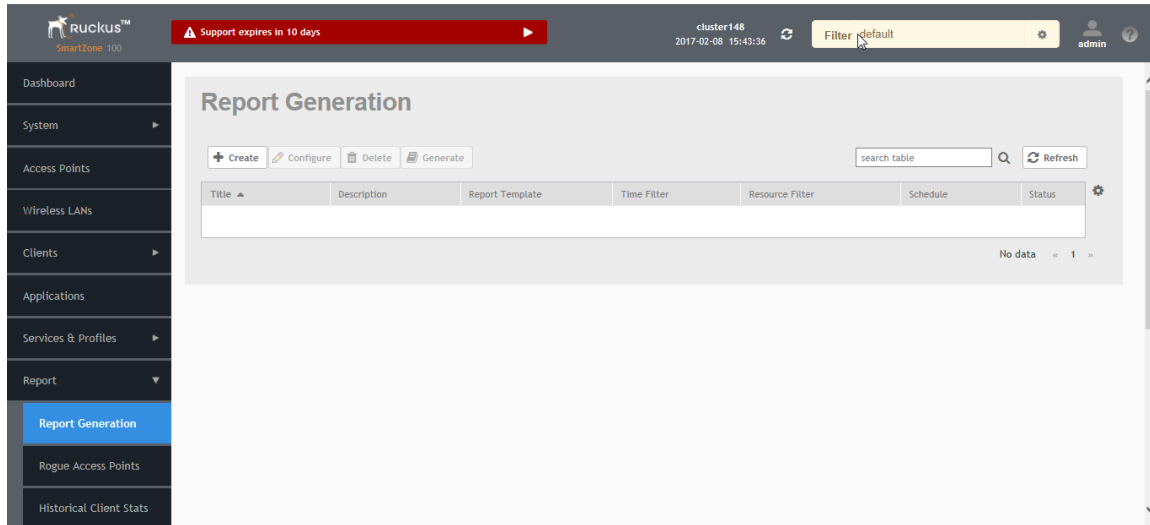 Ruckus™
SmartZone 100
Support expires in 10 days
cluster148
2017-02-08 15:43:36
Filter default
admin
Dashboard
System
Access Points
Wireless LANs
Clients
Applications
Services & Profiles
Report
Report Generation
Rogue Access Points
Historical Client Stats
Report Generation
Create Configure Delete Generate
search table
Refresh
Title Description Report Template Time Filter Resource Filter Schedule Status
No data « 1 »